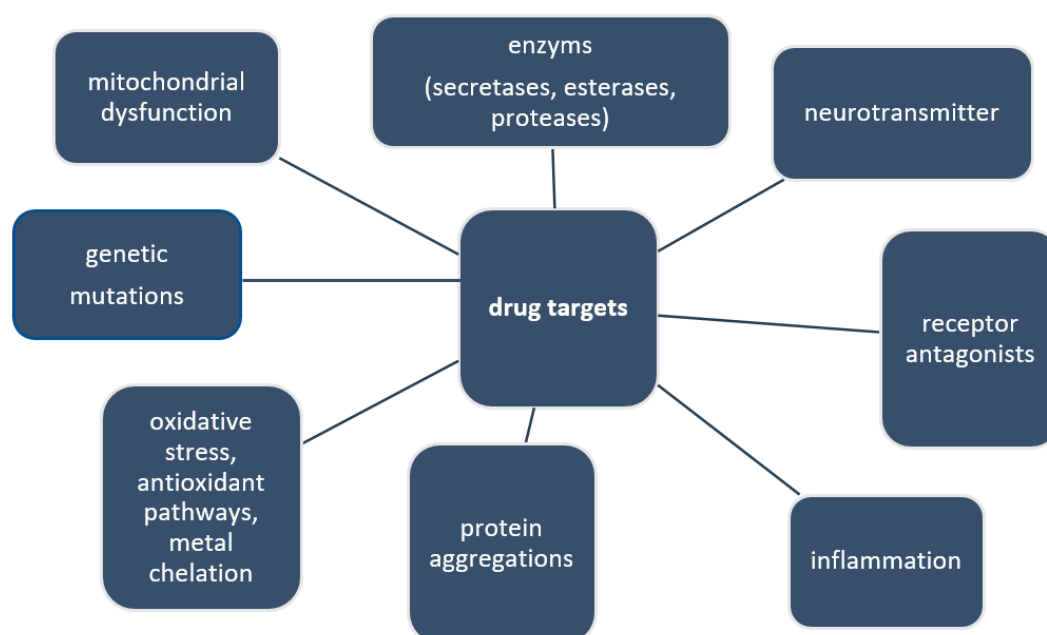 enzyms
(secretases, esterases,
proteases)
mitochondrial
dysfunction
neurotransmitter
genetic
mutations
drug targets
receptor
antagonists
oxidative
stress,
antioxidant
pathways,
metal
chelation
protein
aggregations
inflammation